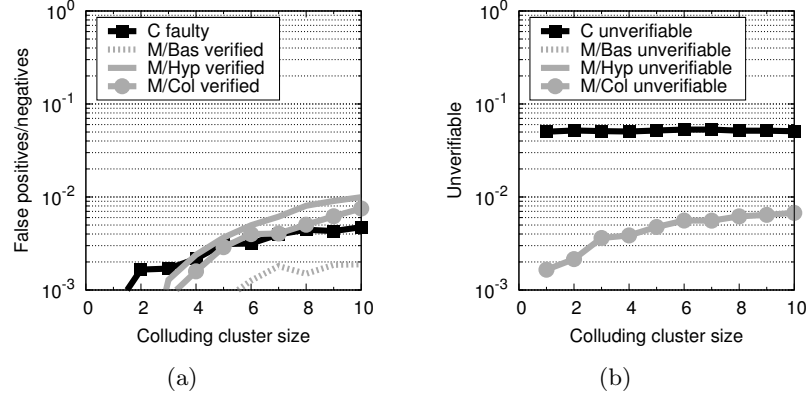 C faulty
M/Bas verified
M/Hyp verified
M/Col verified
False positives/negatives
10^0
10^-1
10^-2
10^-3
0 2 4 6 8 10
Colluding cluster size
(a)
C unverifiable
M/Bas unverifiable
M/Hyp unverifiable
M/Col unverifiable
Unverifiable
10^0
10^-1
10^-2
10^-3
0 2 4 6 8 10
Colluding cluster size
(b)